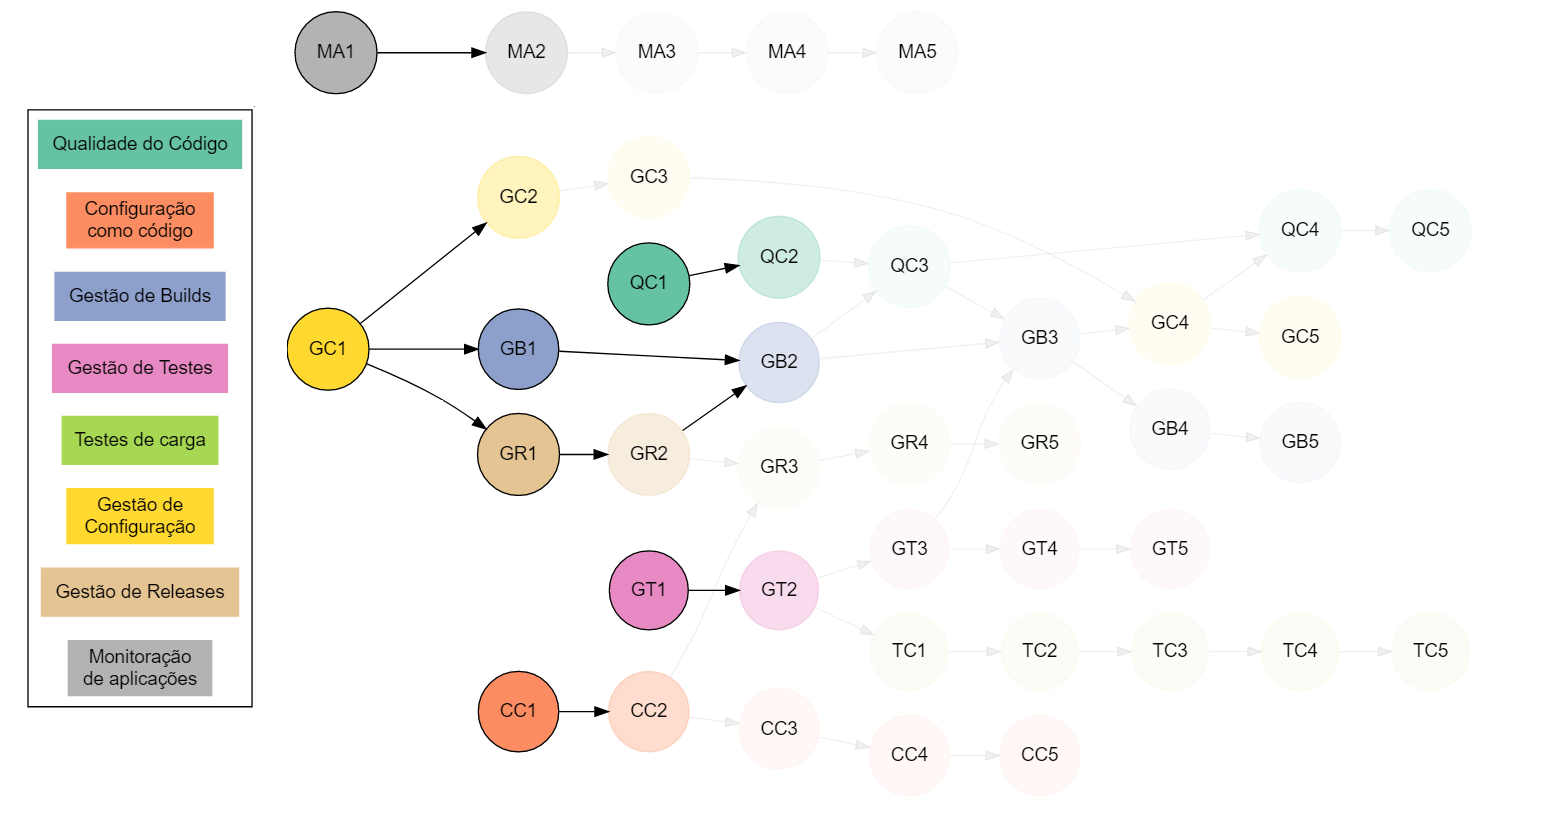 MA1
MA2
MA3
MA4
MA5
Qualidade do Código
Configuração
como código
Gestão de Builds
Gestão de Testes
Testes de carga
Gestão de
Configuração
Gestão de Releases
Monitoração
de aplicações
GC1
GC2
GC3
GC4
GC5
QC1
QC2
QC3
QC4
QC5
GB1
GB2
GB3
GB4
GB5
GR1
GR2
GR3
GR4
GR5
GT1
GT2
GT3
GT4
GT5
TC1
TC2
TC3
TC4
TC5
CC1
CC2
CC3
CC4
CC5